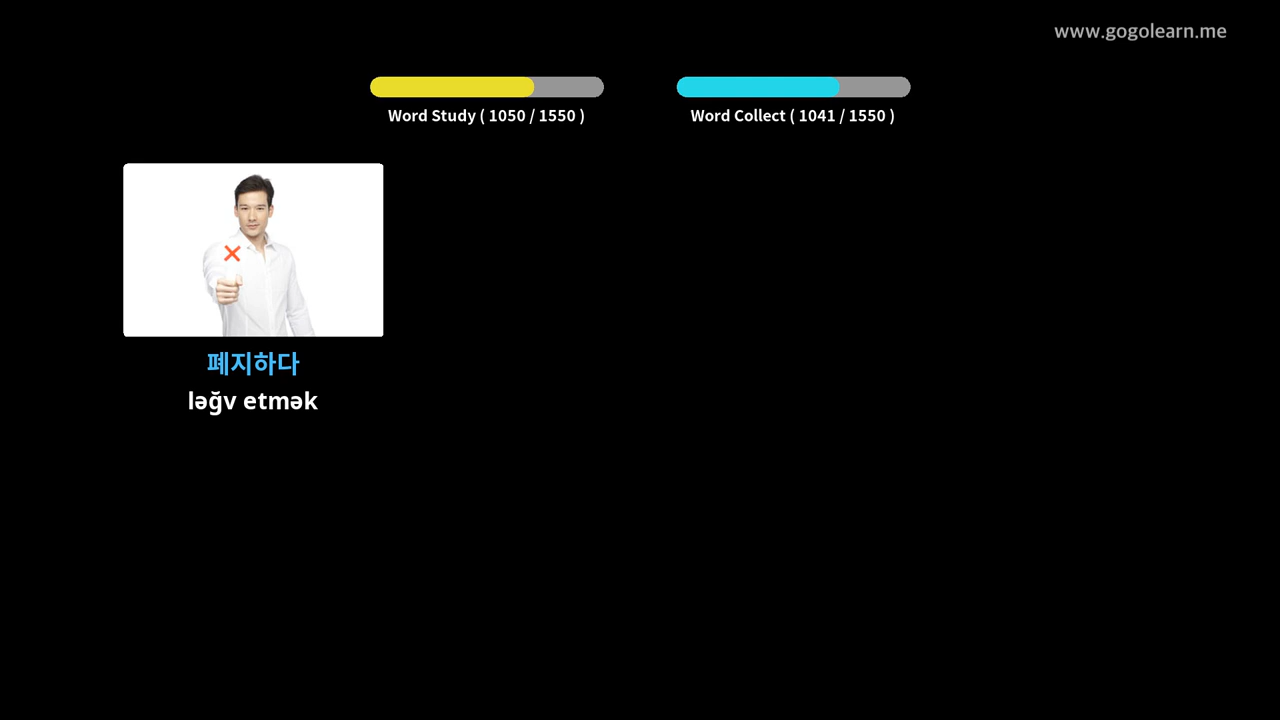 www.gogolearn.me
Word Study ( 1050 / 1550 )
Word Collect ( 1041 / 1550 )
폐지하다
ləğv etmək